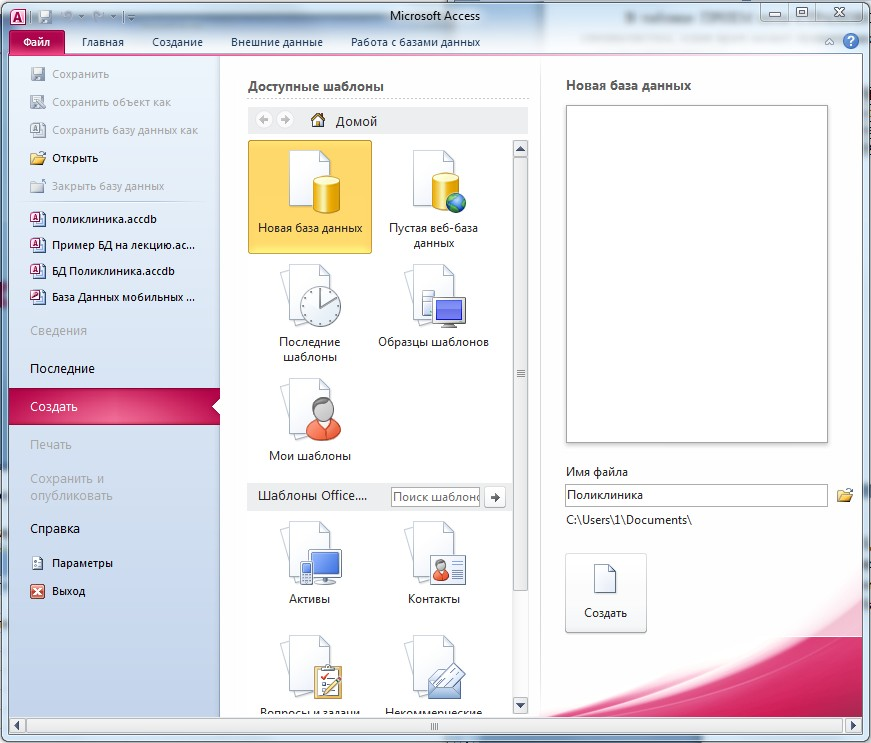 Microsoft Access
Файл Главная Создание Внешние данные Работа с базами данных
Сохранить
Сохранить объект как
Сохранить базу данных как
Открыть
Закрыть базу данных
поликлиника.accdb
Пример БД на лекцию.ac...
БД Поликлиника.accdb
База Данных мобильных ...
Сведения
Последние
Создать
Печать
Сохранить и
опубликовать
Справка
Параметры
Выход
Доступные шаблоны
Домой
Новая база данных
Пустая веб-база
данных
Последние
шаблоны
Образцы шаблонов
Мои шаблоны
Шаблоны Office....
Поиск шаблон
Активы
Контакты
Вопросы и задачи
Некоммерческие
Новая база данных
Имя файла
Поликлиника
C:\Users\1\Documents\
Создать